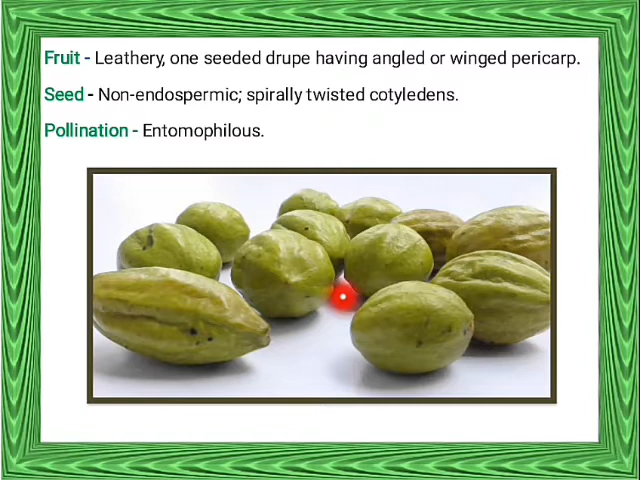 Fruit - Leathery, one seeded drupe having angled or winged pericarp.
Seed - Non-endospermic; spirally twisted cotyledens.
Pollination - Entomophilous.